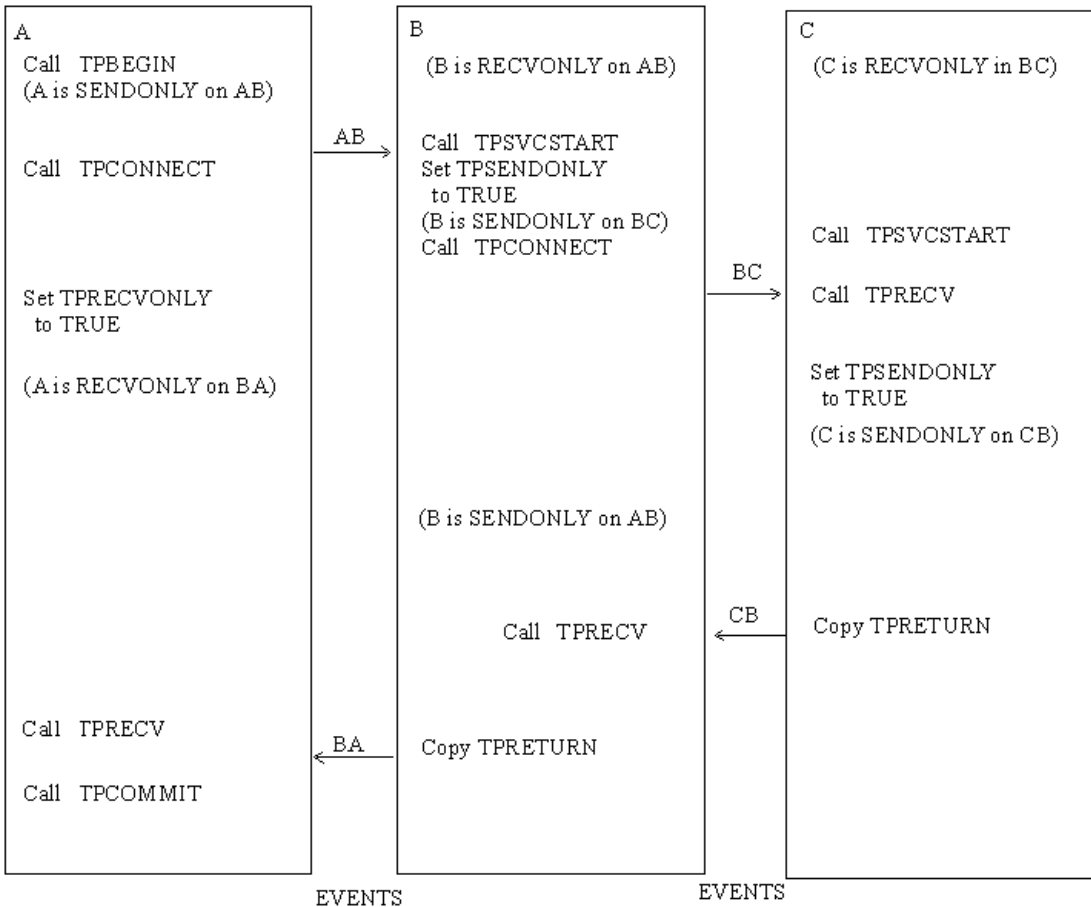 A
Call TPBEGIN
(A is SENDONLY on AB)
Call TPCONNECT
Set TPRECVONLY
to TRUE
(A is RECVONLY on BA)
Call TPRECV
Call TPCOMMIT
AB
BA
EVENTS
B
(B is RECVONLY on AB)
Call TPSVCSTART
Set TPSENDONLY
to TRUE
(B is SENDONLY on BC)
Call TPCONNECT
(B is SENDONLY on AB)
Call TPRECV
Copy TPRETURN
BC
CB
EVENTS
C
(C is RECVONLY in BC)
Call TPSVCSTART
Call TPRECV
Set TPSENDONLY
to TRUE
(C is SENDONLY on CB)
Copy TPRETURN